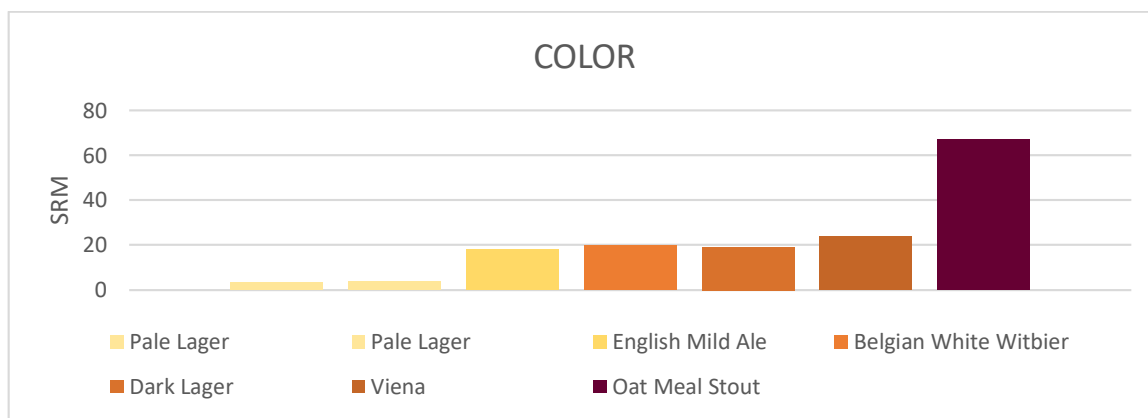 COLOR
80
60
40
20
0
SRM
Pale Lager Pale Lager English Mild Ale Belgian White Witbier
Dark Lager Viena Oat Meal Stout